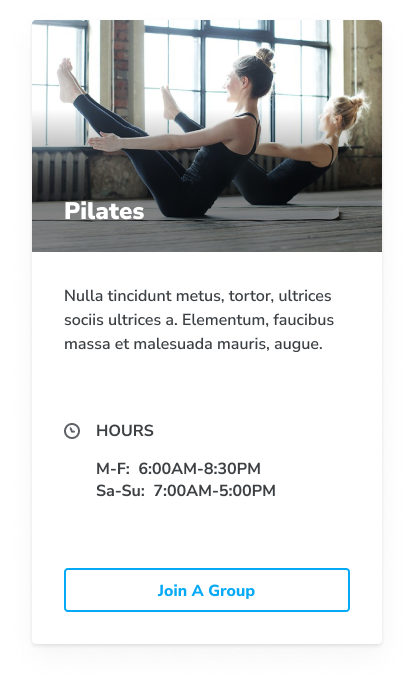 Pilates
Nulla tincidunt metus, tortor, ultrices
sociis ultrices a. Elementum, faucibus
massa et malesuada mauris, augue.
HOURS
M-F:  6:00AM-8:30PM
Sa-Su:  7:00AM-5:00PM
Join A Group